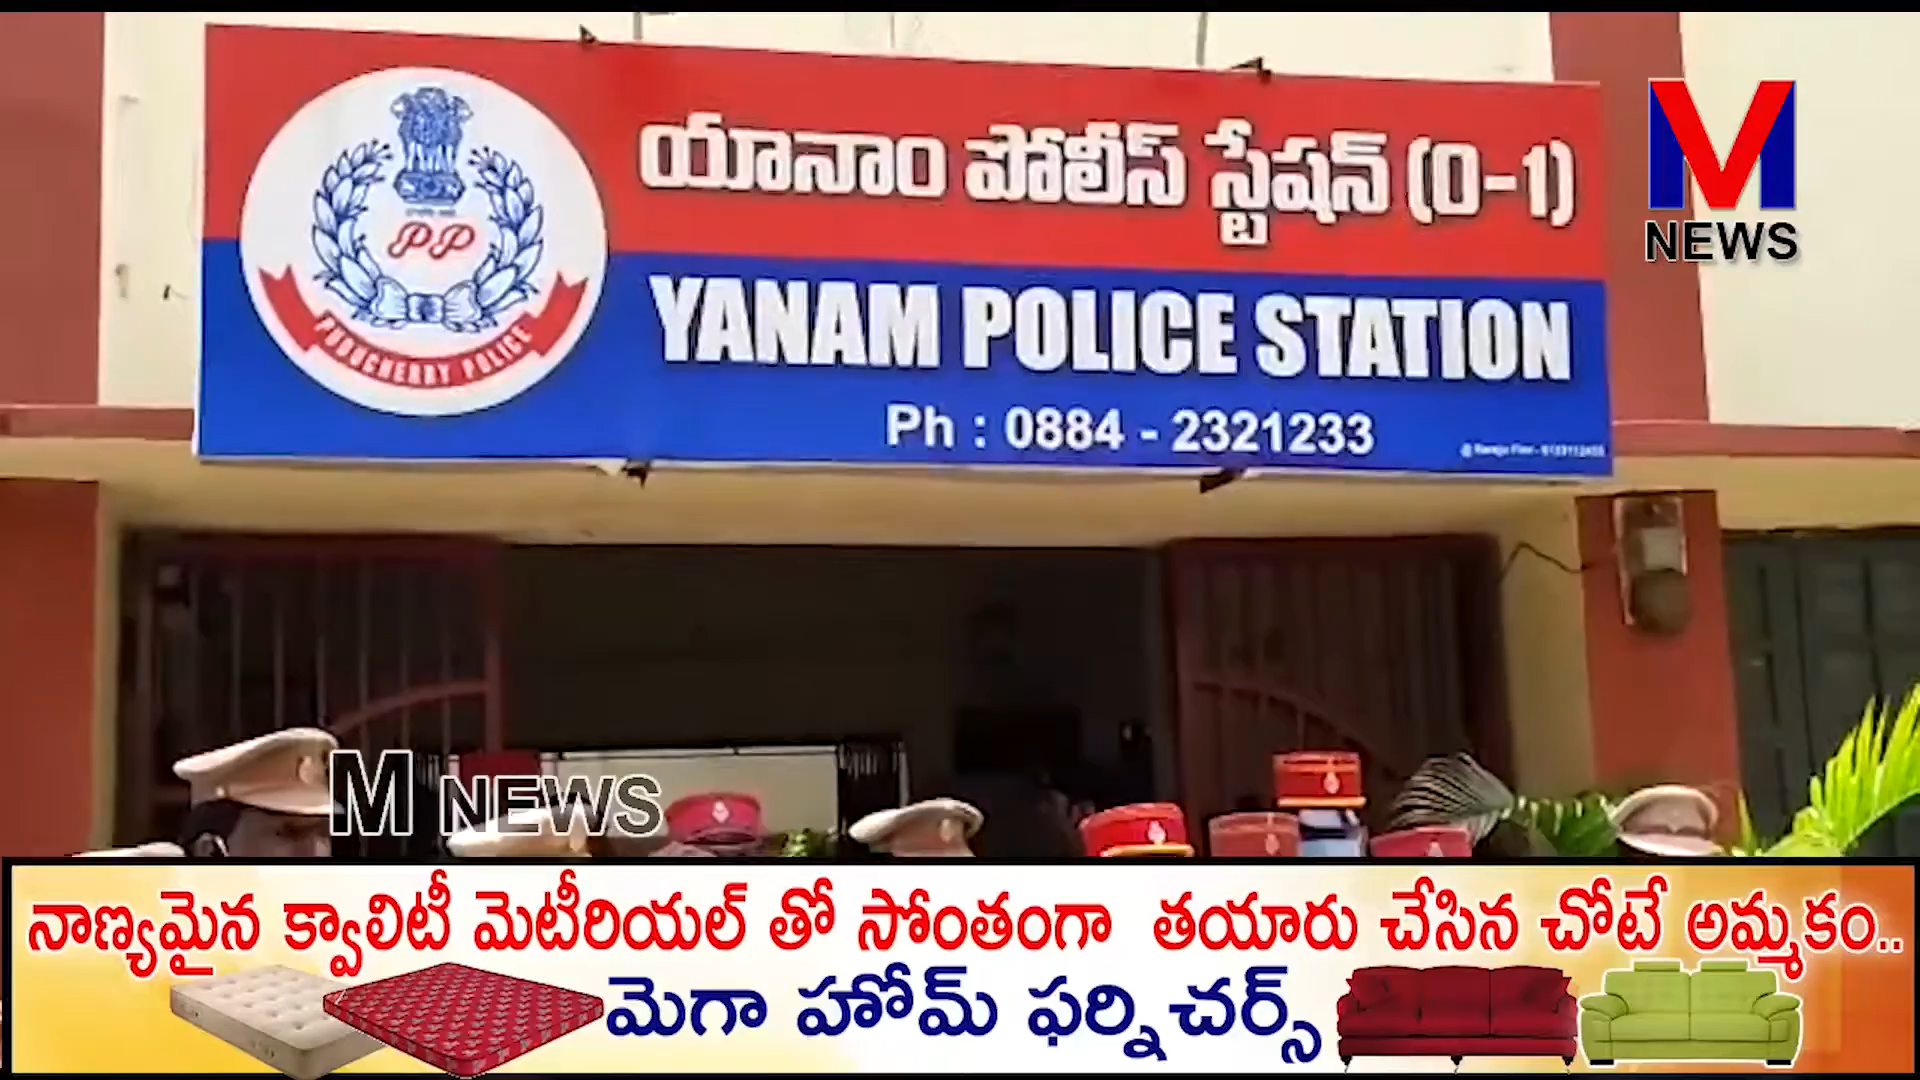 యానాం పోలీస్ స్టేషన్ (O-1)
YANAM POLICE STATION
Ph : 0884 - 2321233
PP
PUDUCHERRY POLICE
M
NEWS
M NEWS
నాణ్యమైన క్వాలిటీ మెటీరియల్ తో సోంతంగా తయారు చేసిన చోటే అమ్మకం..
మెగా హోమ్ ఫర్నిచర్స్